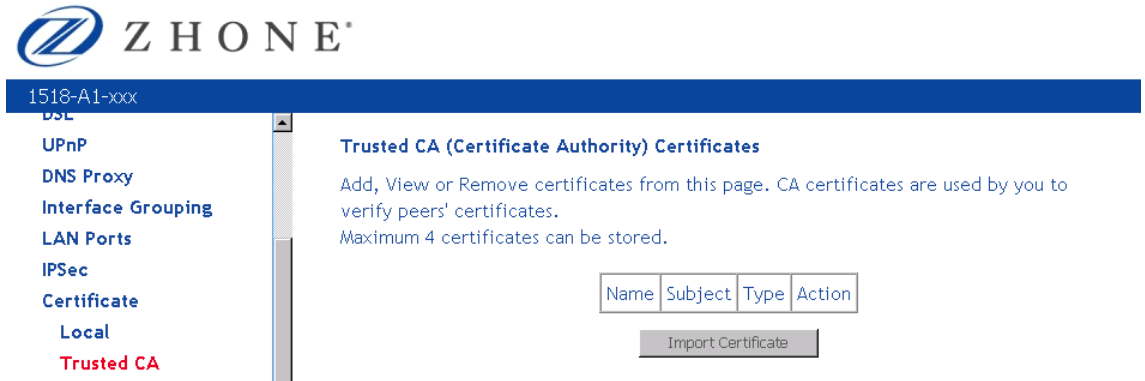 ZHONE
1518-A1-xxx
DSL
UPnP
DNS Proxy
Interface Grouping
LAN Ports
IPSec
Certificate
Local
Trusted CA
Trusted CA (Certificate Authority) Certificates
Add, View or Remove certificates from this page. CA certificates are used by you to
verify peers' certificates.
Maximum 4 certificates can be stored.
Name Subject Type Action
Import Certificate